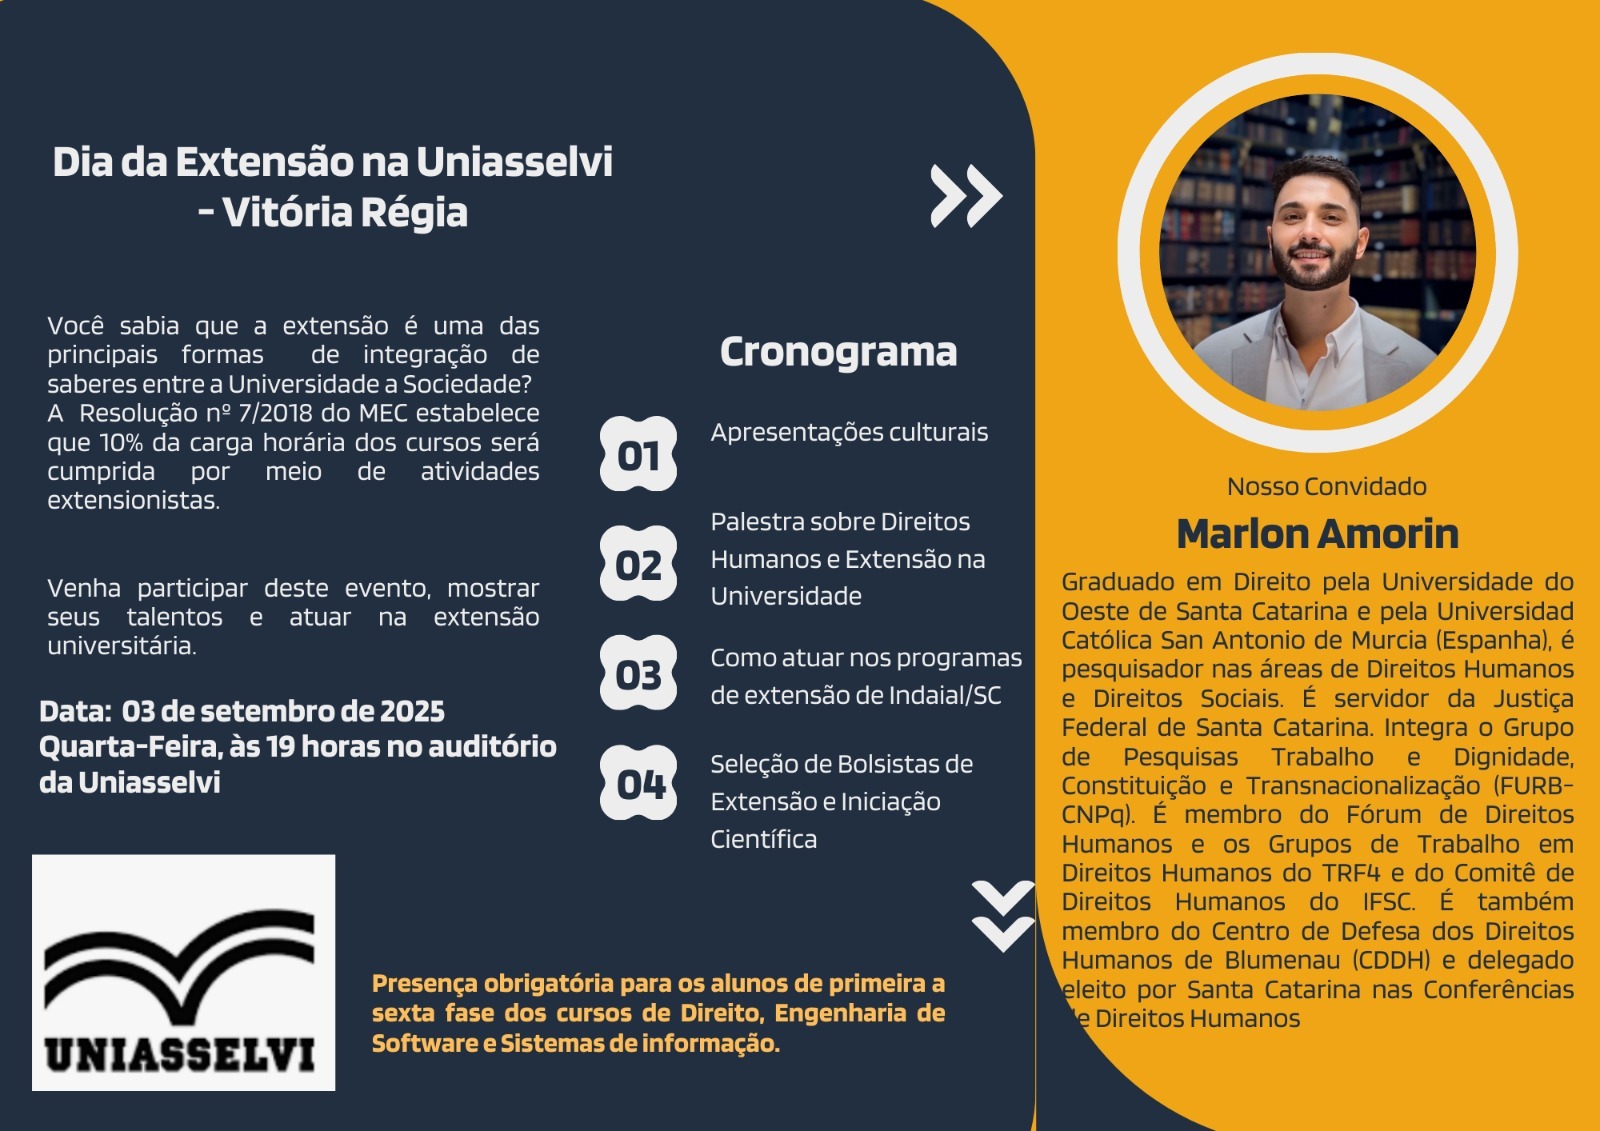 Dia da Extensão na Uniasselvi
- Vitória Régia
Você sabia que a extensão é uma das
principais formas de integração de
saberes entre a Universidade a Sociedade?
A Resolução nº 7/2018 do MEC estabelece
que 10% da carga horária dos cursos será
cumprida por meio de atividades
extensionistas.
Venha participar deste evento, mostrar
seus talentos e atuar na extensão
universitária.
Data: 03 de setembro de 2025
Quarta-Feira, às 19 horas no auditório
da Uniasselvi
UNIASSELVI
Cronograma
01
Apresentações culturais
02
Palestra sobre Direitos
Humanos e Extensão na
Universidade
03
Como atuar nos programas
de extensão de Indaial/SC
04
Seleção de Bolsistas de
Extensão e Iniciação
Científica
Presença obrigatória para os alunos de primeira a
sexta fase dos cursos de Direito, Engenharia de
Software e Sistemas de informação.
Nosso Convidado
Marlon Amorin
Graduado em Direito pela Universidade do
Oeste de Santa Catarina e pela Universidad
Católica San Antonio de Murcia (Espanha), é
pesquisador nas áreas de Direitos Humanos
e Direitos Sociais. É servidor da Justiça
Federal de Santa Catarina. Integra o Grupo
de Pesquisas Trabalho e Dignidade,
Constituição e Transnacionalização (FURB-
CNPq). É membro do Fórum de Direitos
Humanos e os Grupos de Trabalho em
Direitos Humanos do TRF4 e do Comitê de
Direitos Humanos do IFSC. É também
membro do Centro de Defesa dos Direitos
Humanos de Blumenau (CDDH) e delegado
eleito por Santa Catarina nas Conferências
de Direitos Humanos